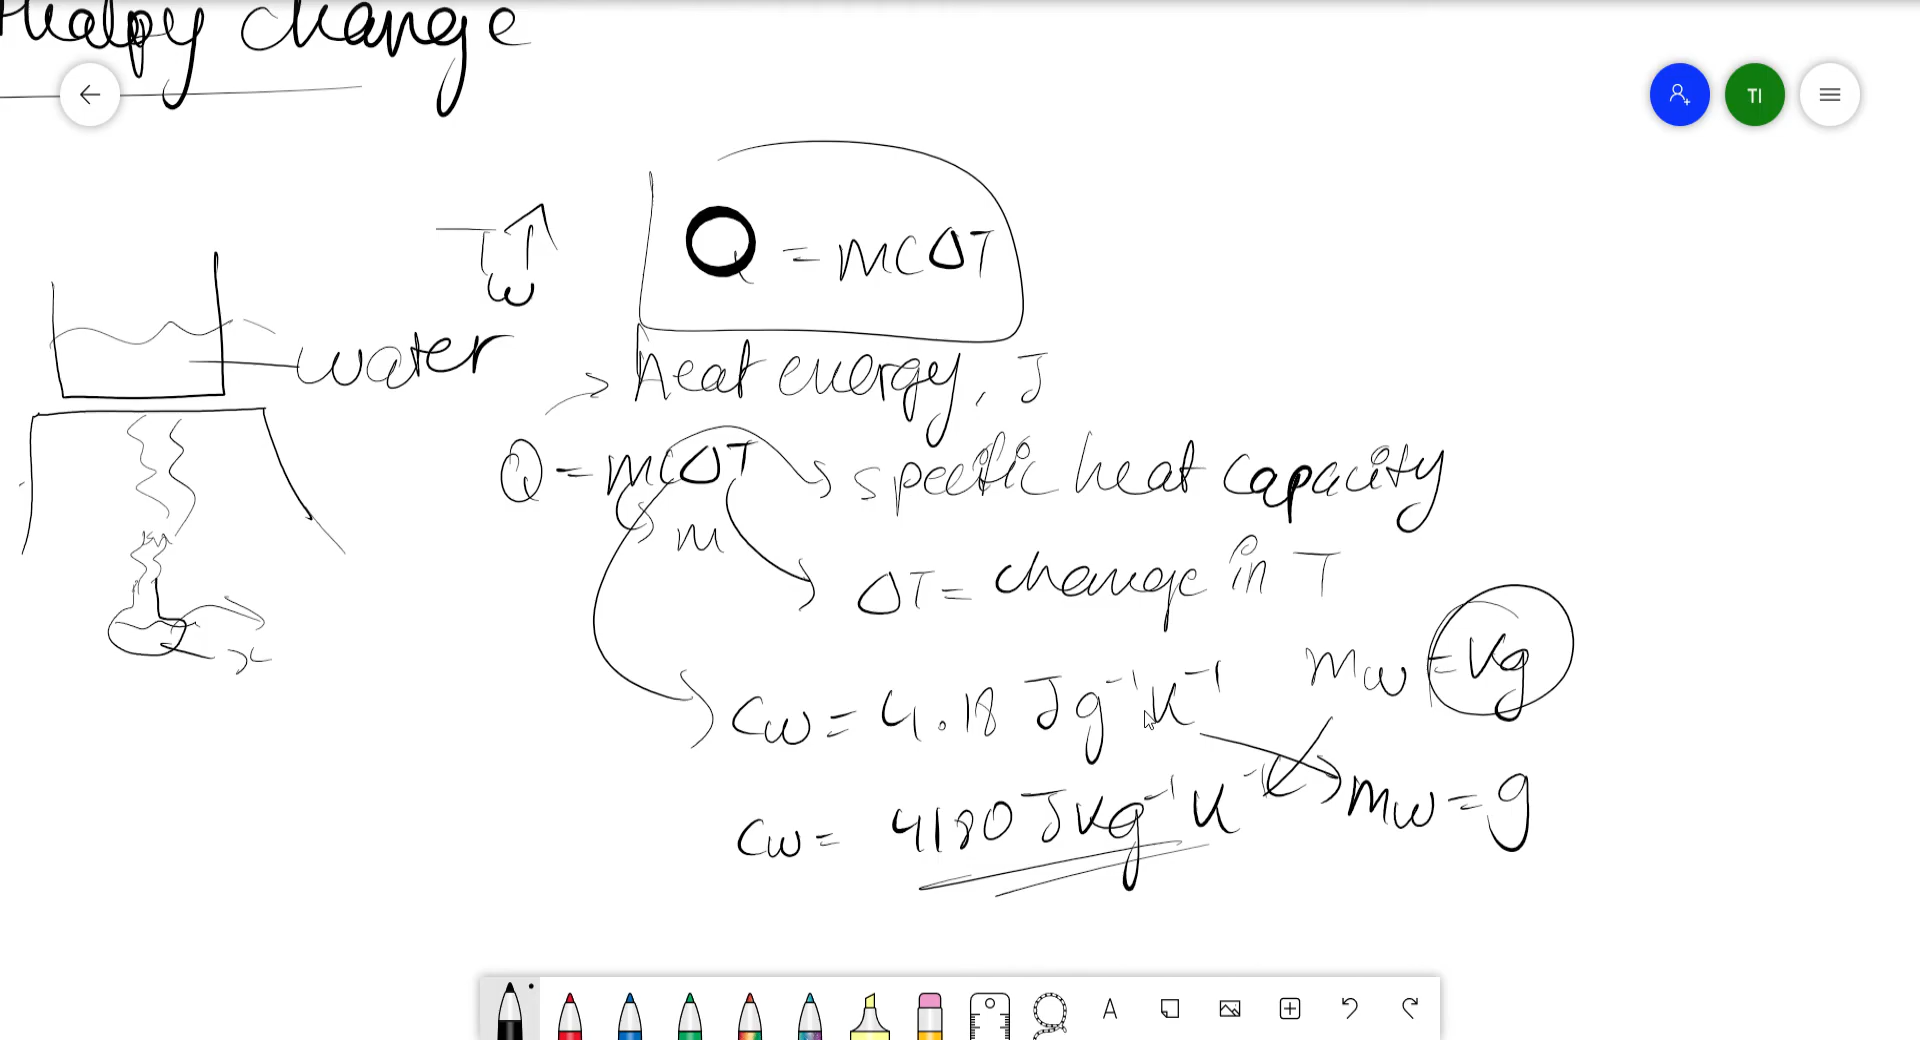 thalpy change
TI
Q = mcΔT
T↑
w
water
heat energy, J
Q = mcΔT
specific heat capacity
m
ΔT = change in T
mw = kg
cw = 4.18 Jg⁻¹K⁻¹
x
cw = 4180 Jkg⁻¹K⁻¹
mw = g
A